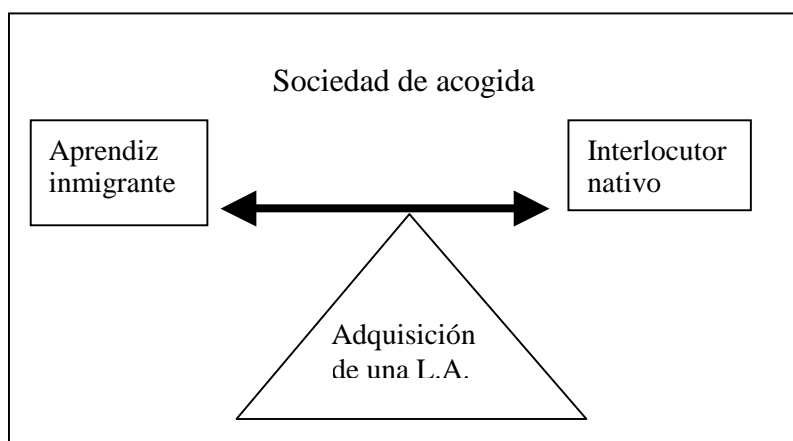 Sociedad de acogida
Aprendiz
inmigrante
Interlocutor
nativo
Adquisición
de una L.A.